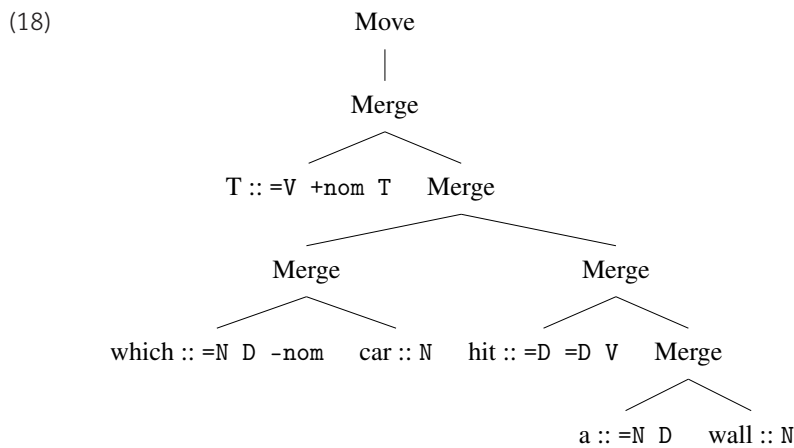 (18) Move
Merge
T :: =V +nom T Merge
Merge Merge
which :: =N D -nom car :: N hit :: =D =D V Merge
a :: =N D wall :: N